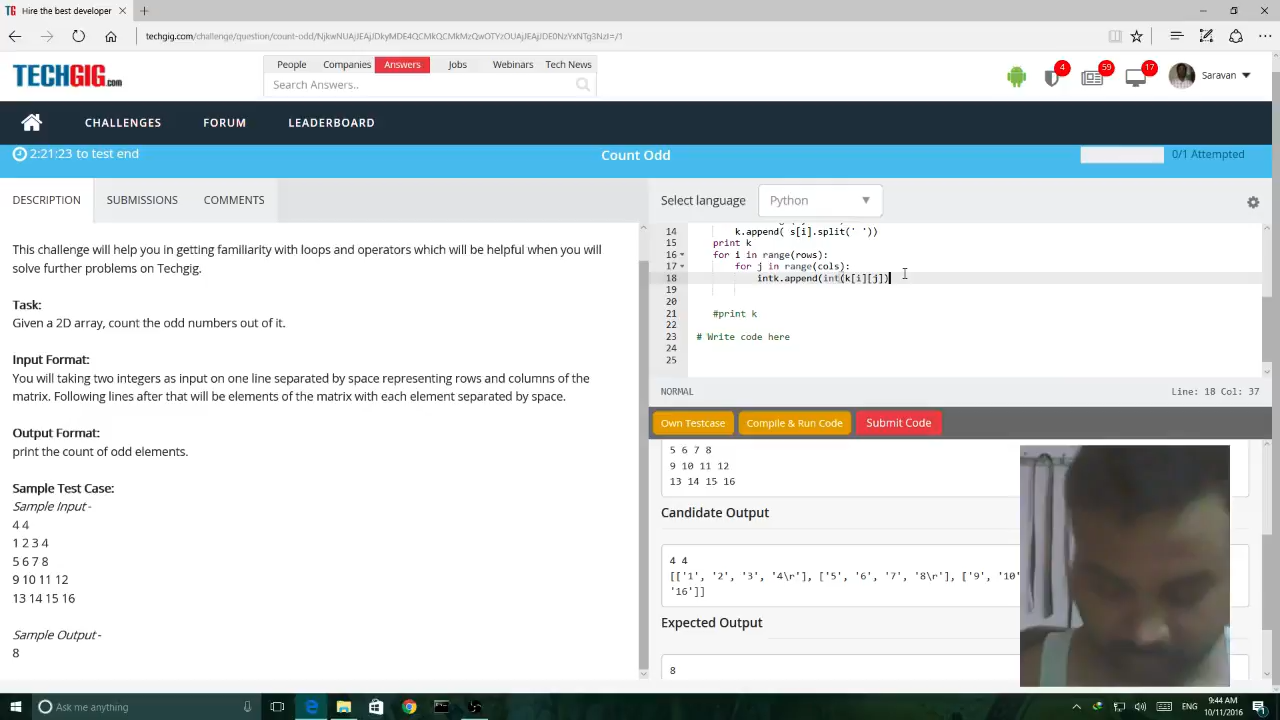 Hire the best developer
techgig.com/challenge/question/count-odd/
TECHGIG.com
People Companies Answers Jobs Webinars Tech News
Search Answers..
4 59 17 Saravan
CHALLENGES FORUM LEADERBOARD
2:21:23 to test end Count Odd 0/1 Attempted
DESCRIPTION SUBMISSIONS COMMENTS
This challenge will help you in getting familiarity with loops and operators which will be helpful when you will
solve further problems on Techgig.
Task:
Given a 2D array, count the odd numbers out of it.
Input Format:
You will taking two integers as input on one line separated by space representing rows and columns of the
matrix. Following lines after that will be elements of the matrix with each element separated by space.
Output Format:
print the count of odd elements.
Sample Test Case:
Sample Input -
4 4
1 2 3 4
5 6 7 8
9 10 11 12
13 14 15 16
Sample Output -
8
Select language Python
14 k.append( s[i].split(' '))
15 print k
16 for i in range(rows):
17 for j in range(cols):
18 intk.append(int(k[i][j])
19
20
21 #print k
22
23 # Write code here
24
25
NORMAL Line: 18 Col: 37
Own Testcase Compile & Run Code Submit Code
5 6 7 8
9 10 11 12
13 14 15 16
Candidate Output
4 4
[['1', '2', '3', '4\r'], ['5', '6', '7', '8\r'], ['9', '10'
'16']]
Expected Output
8
Ask me anything
ENG
9:44 AM
10/11/2016